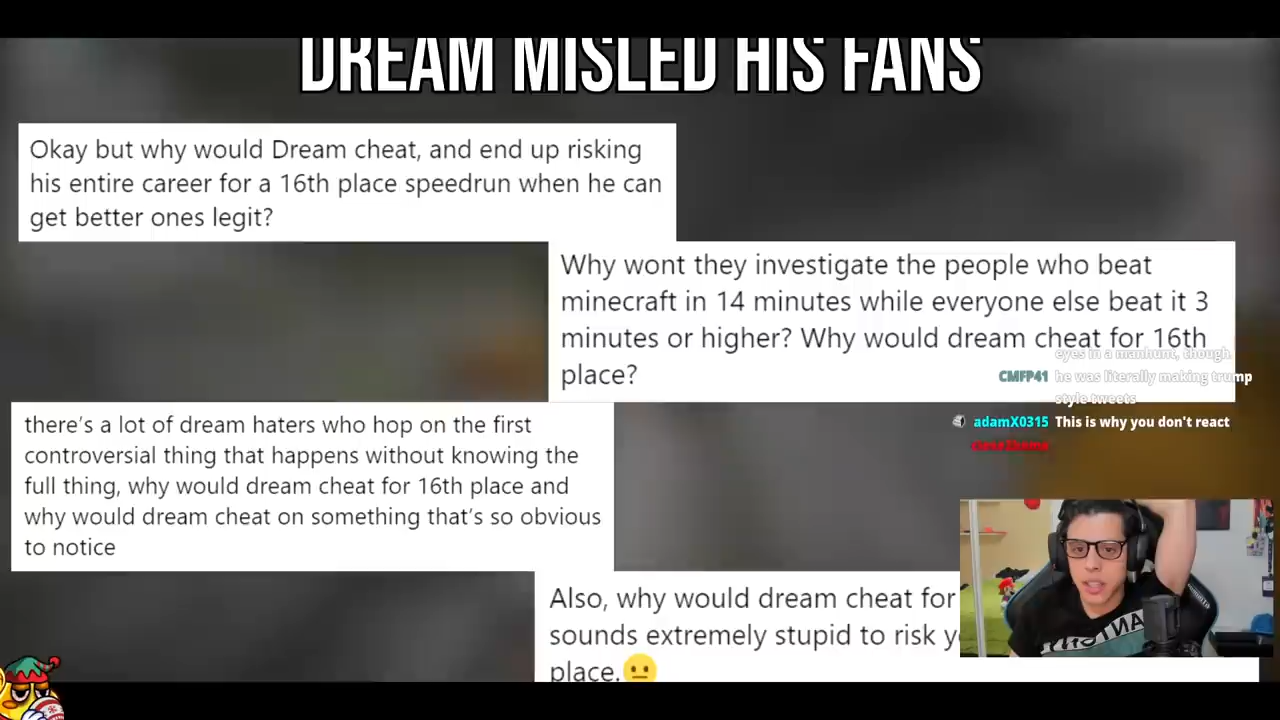 DREAM MISLED HIS FANS
Okay but why would Dream cheat, and end up risking
his entire career for a 16th place speedrun when he can
get better ones legit?
Why wont they investigate the people who beat
minecraft in 14 minutes while everyone else beat it 3
minutes or higher? Why would dream cheat for 16th
place?
eyes in a manhunt, though.
CMFP41 he was literally making trump
style tweets
adamX0315 This is why you don't react
there's a lot of dream haters who hop on the first
controversial thing that happens without knowing the
full thing, why would dream cheat for 16th place and
why would dream cheat on something that's so obvious
to notice
Also, why would dream cheat for
sounds extremely stupid to risk
place.😐